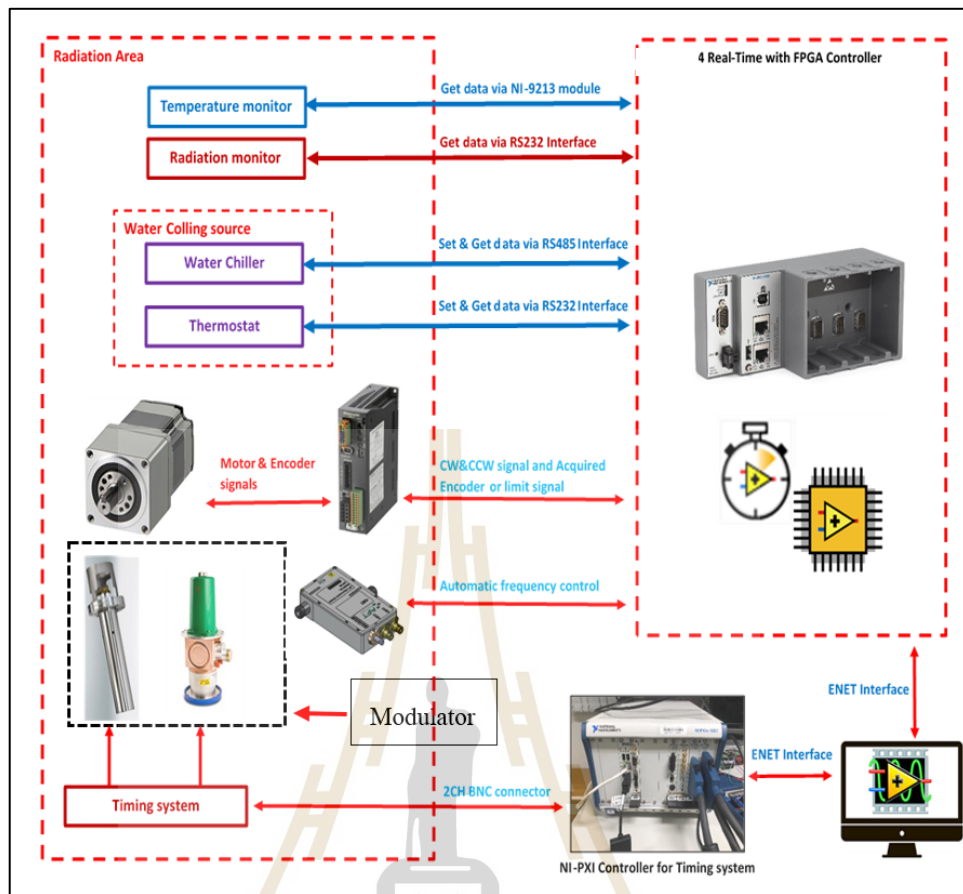 Radiation Area
4 Real-Time with FPGA Controller
Temperature monitor
Get data via NI-9213 module
Radiation monitor
Get data via RS232 Interface
Water Colling source
Water Chiller
Set & Get data via RS485 Interface
Thermostat
Set & Get data via RS232 Interface
Motor & Encoder
signals
CW&CCW signal and Acquired
Encoder or limit signal
Automatic frequency control
Modulator
ENET Interface
ENET Interface
Timing system
2CH BNC connector
NI-PXI Controller for Timing system